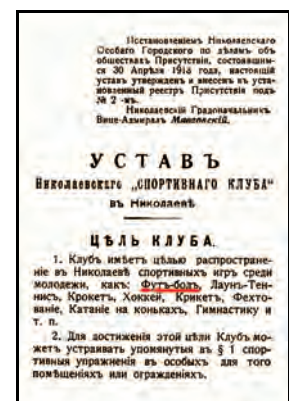 Постановленіемъ Николаевскаго
Особаго Городского по дѣламъ объ
обществахъ Присутствія, состоявшим-
ся 30 Апрѣля 1915 года, настоящій
уставъ утвержденъ и внесенъ въ уста-
новленный реестръ Присутствія подъ
№ 2 -мъ.
Николаевскій Градоначальникъ
Вице-Адмиралъ
УСТАВЪ
Николаевскаго „СПОРТИВНАГО КЛУБА“
въ Николаевѣ
ЦѢЛЬ КЛУБА.
1. Клубъ имѣетъ цѣлью распростране-
ніе въ Николаевѣ спортивныхъ игръ среди
молодежи, какъ: Футъ-болъ, Лаунъ-Тен-
нисъ, Крокетъ, Хоккей, Крикетъ, Фехто-
ваніе, Катаніе на конькахъ, Гимнастику и
т. п.
2. Для достиженія этой цѣли Клубъ мо-
жетъ устраивать упомянутыя въ § 1 спор-
тивныя упражненія въ особыхъ для того
помѣщеніяхъ или огражденіяхъ.